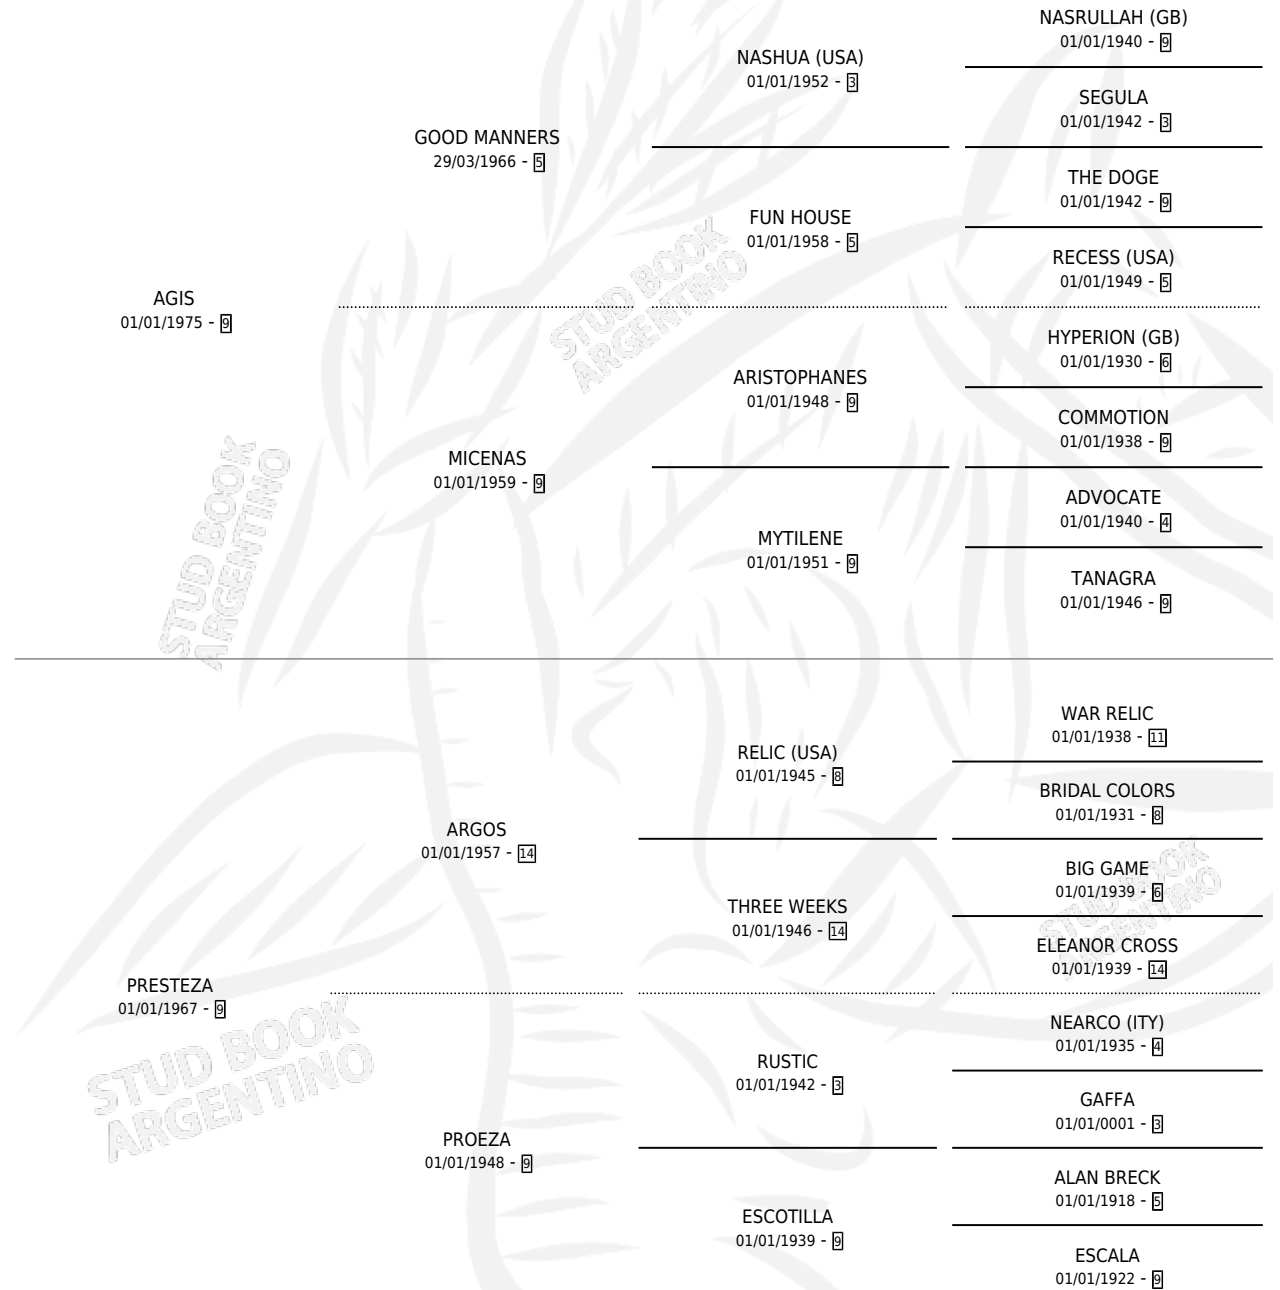 NASRULLAH (GB)
01/01/1940 - 9
NASHUA (USA)
01/01/1952 - 3
SEGULA
01/01/1942 - 3
GOOD MANNERS
29/03/1966 - 5
THE DOGE
01/01/1942 - 9
FUN HOUSE
01/01/1958 - 5
RECESS (USA)
01/01/1949 - 5
AGIS
01/01/1975 - 9
STUD BOOK
ARGENTINO
HYPERION (GB)
01/01/1930 - 6
ARISTOPHANES
01/01/1948 - 9
COMMOTION
01/01/1938 - 9
MICENAS
01/01/1959 - 9
ADVOCATE
01/01/1940 - 4
MYTILENE
01/01/1951 - 9
TANAGRA
01/01/1946 - 9
STUD BOOK
ARGENTINO
WAR RELIC
01/01/1938 - 11
RELIC (USA)
01/01/1945 - 8
BRIDAL COLORS
01/01/1931 - 8
ARGOS
01/01/1957 - 14
BIG GAME
01/01/1939 - 6
THREE WEEKS
01/01/1946 - 14
ELEANOR CROSS
01/01/1939 - 14
STUD BOOK
ARGENTINO
PRESTEZA
01/01/1967 - 9
NEARCO (ITY)
01/01/1935 - 4
RUSTIC
01/01/1942 - 3
GAFFA
01/01/0001 - 3
STUD BOOK
ARGENTINO
PROEZA
01/01/1948 - 9
ALAN BRECK
01/01/1918 - 5
ESCOTILLA
01/01/1939 - 9
ESCALA
01/01/1922 - 9